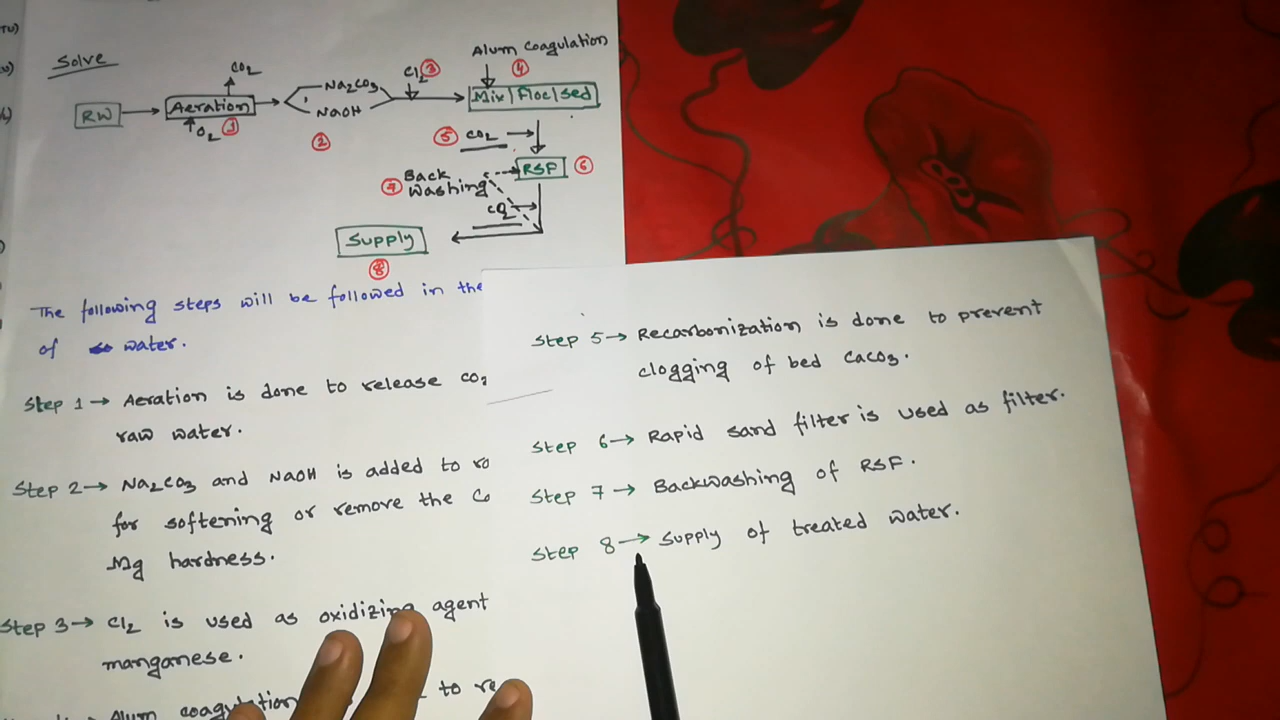 Solve
CO2
Aeration
O2
①
RW
Na2CO3
NaOH
②
Cl2 ③
Alum Coagulation
④
Mix/Floc/Sed
⑤ CO2
RSF ⑥
⑦ Back washing
Supply
⑧
The following steps will be followed in the
of water.
Step 1→ Aeration is done to release CO2
raw water.
Step 2→ Na2CO3 and NaOH is added to
for softening or remove the
Mg hardness.
Step 3→ Cl2 is used as oxidizing agent
manganese.
Alum coagulation to
Step 5→ Recarbonization is done to prevent
clogging of bed CaCO3.
Step 6→ Rapid sand filter is used as filter.
Step 7→ Backwashing of RSF.
Step 8→ Supply of treated water.